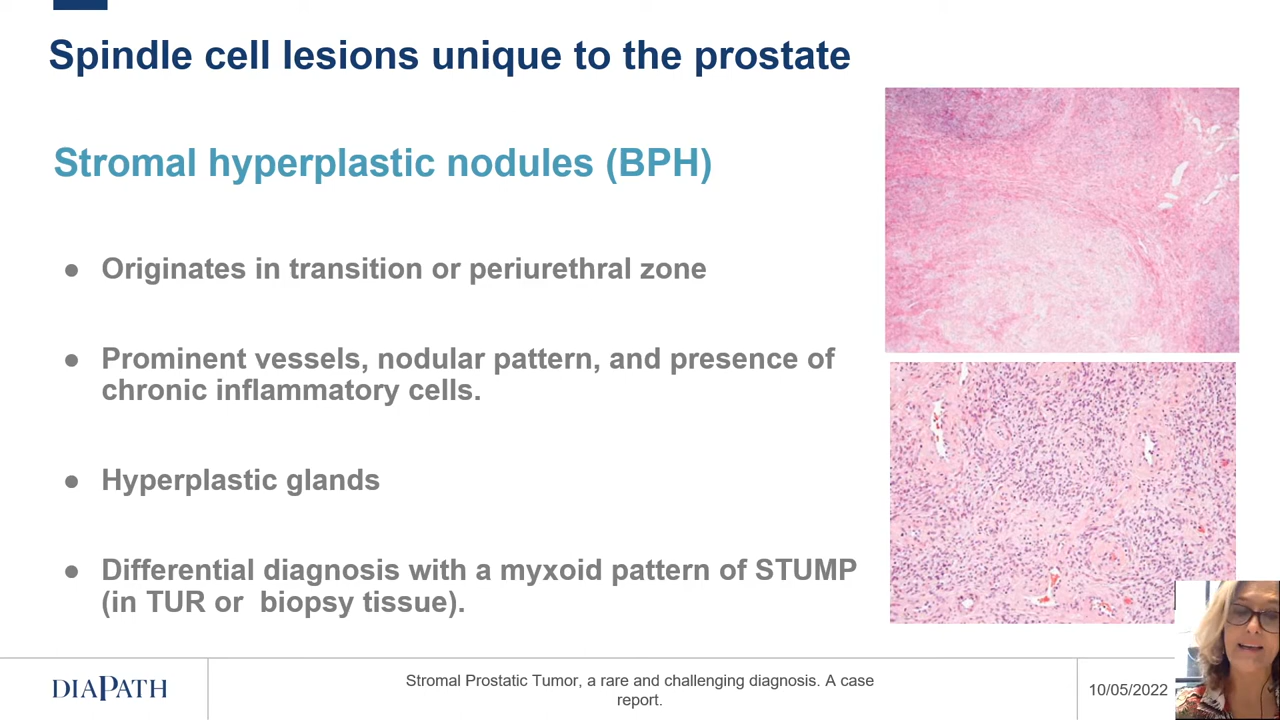 Spindle cell lesions unique to the prostate
Stromal hyperplastic nodules (BPH)
● Originates in transition or periurethral zone
● Prominent vessels, nodular pattern, and presence of
chronic inflammatory cells.
● Hyperplastic glands
● Differential diagnosis with a myxoid pattern of STUMP
(in TUR or  biopsy tissue).
DIAPATH
Stromal Prostatic Tumor, a rare and challenging diagnosis. A case
report.
10/05/2022